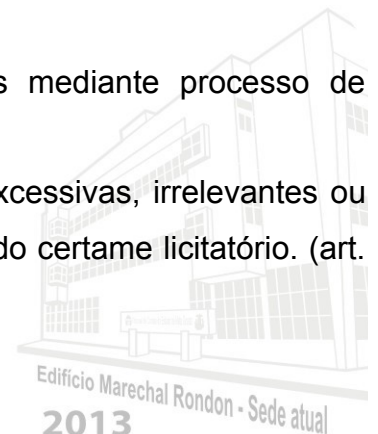 s mediante processo de
xcessivas, irrelevantes ou
do certame licitatório. (art.
Edifício Marechal Rondon - Sede atual
2013